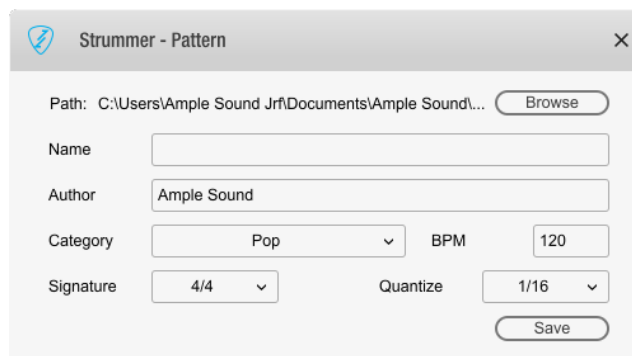 Strummer - Pattern
Path: C:\Users\Ample Sound Jrf\Documents\Ample Sound\... Browse
Name
Author Ample Sound
Category Pop BPM 120
Signature 4/4 Quantize 1/16
Save